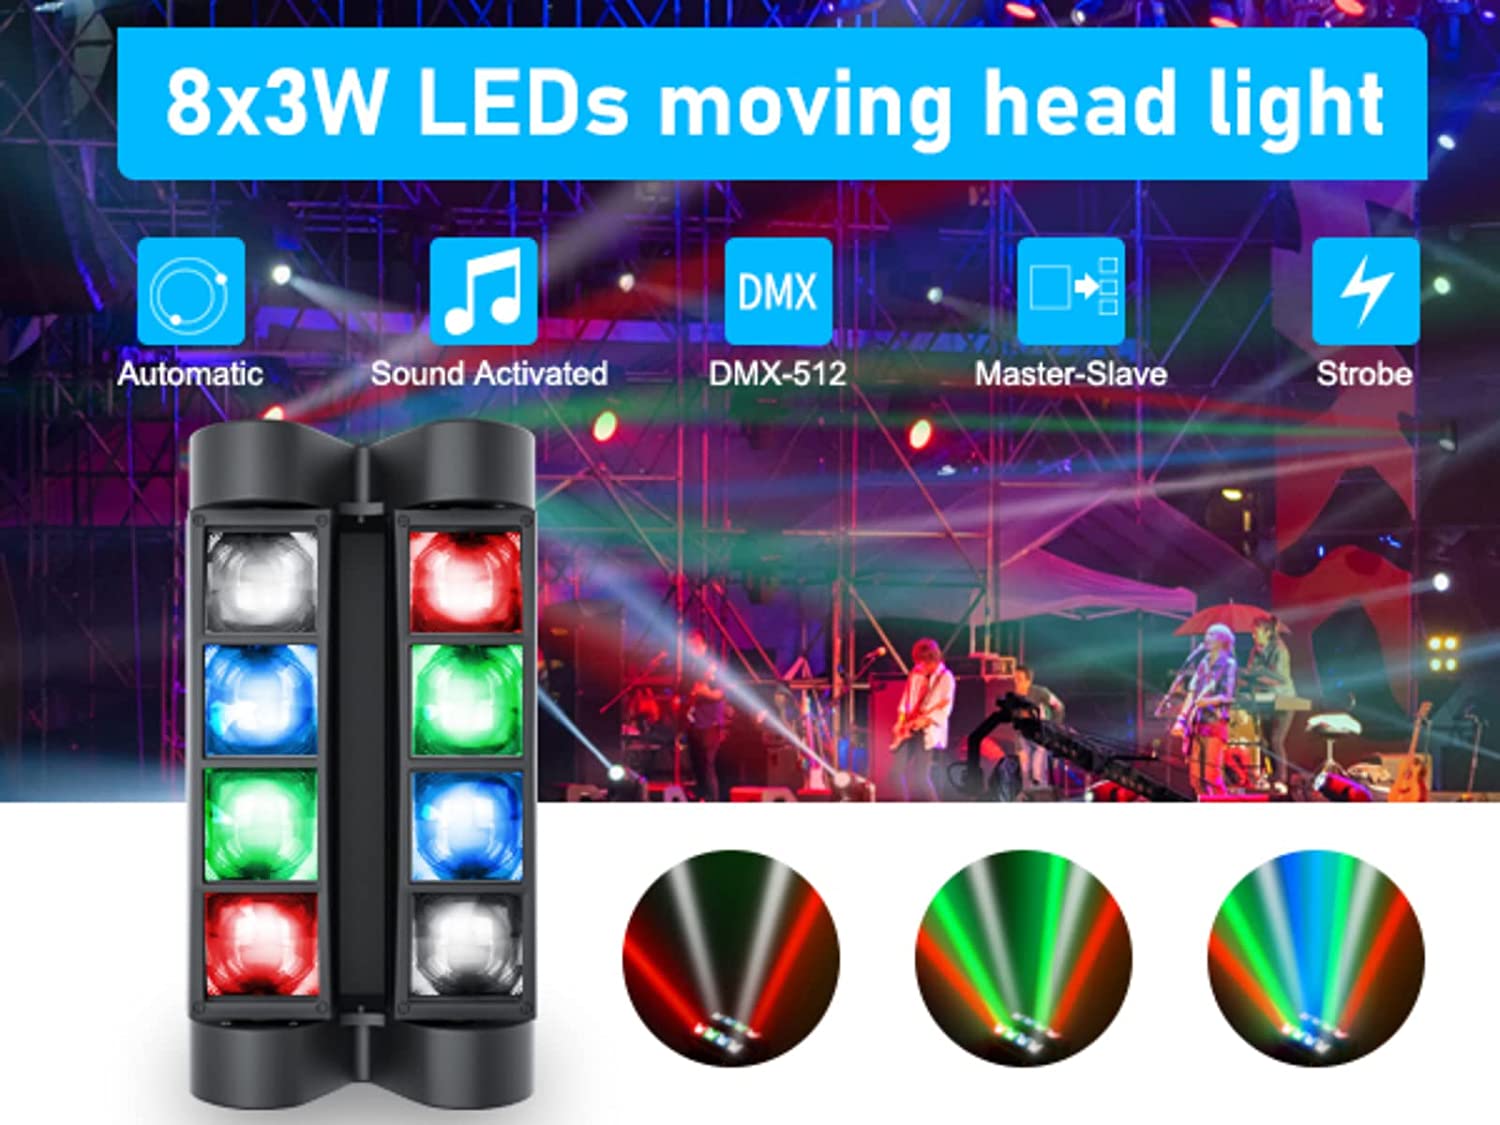 8x3W LEDs moving head light
DMX
Automatic
Sound Activated
DMX-512
Master-Slave
Strobe